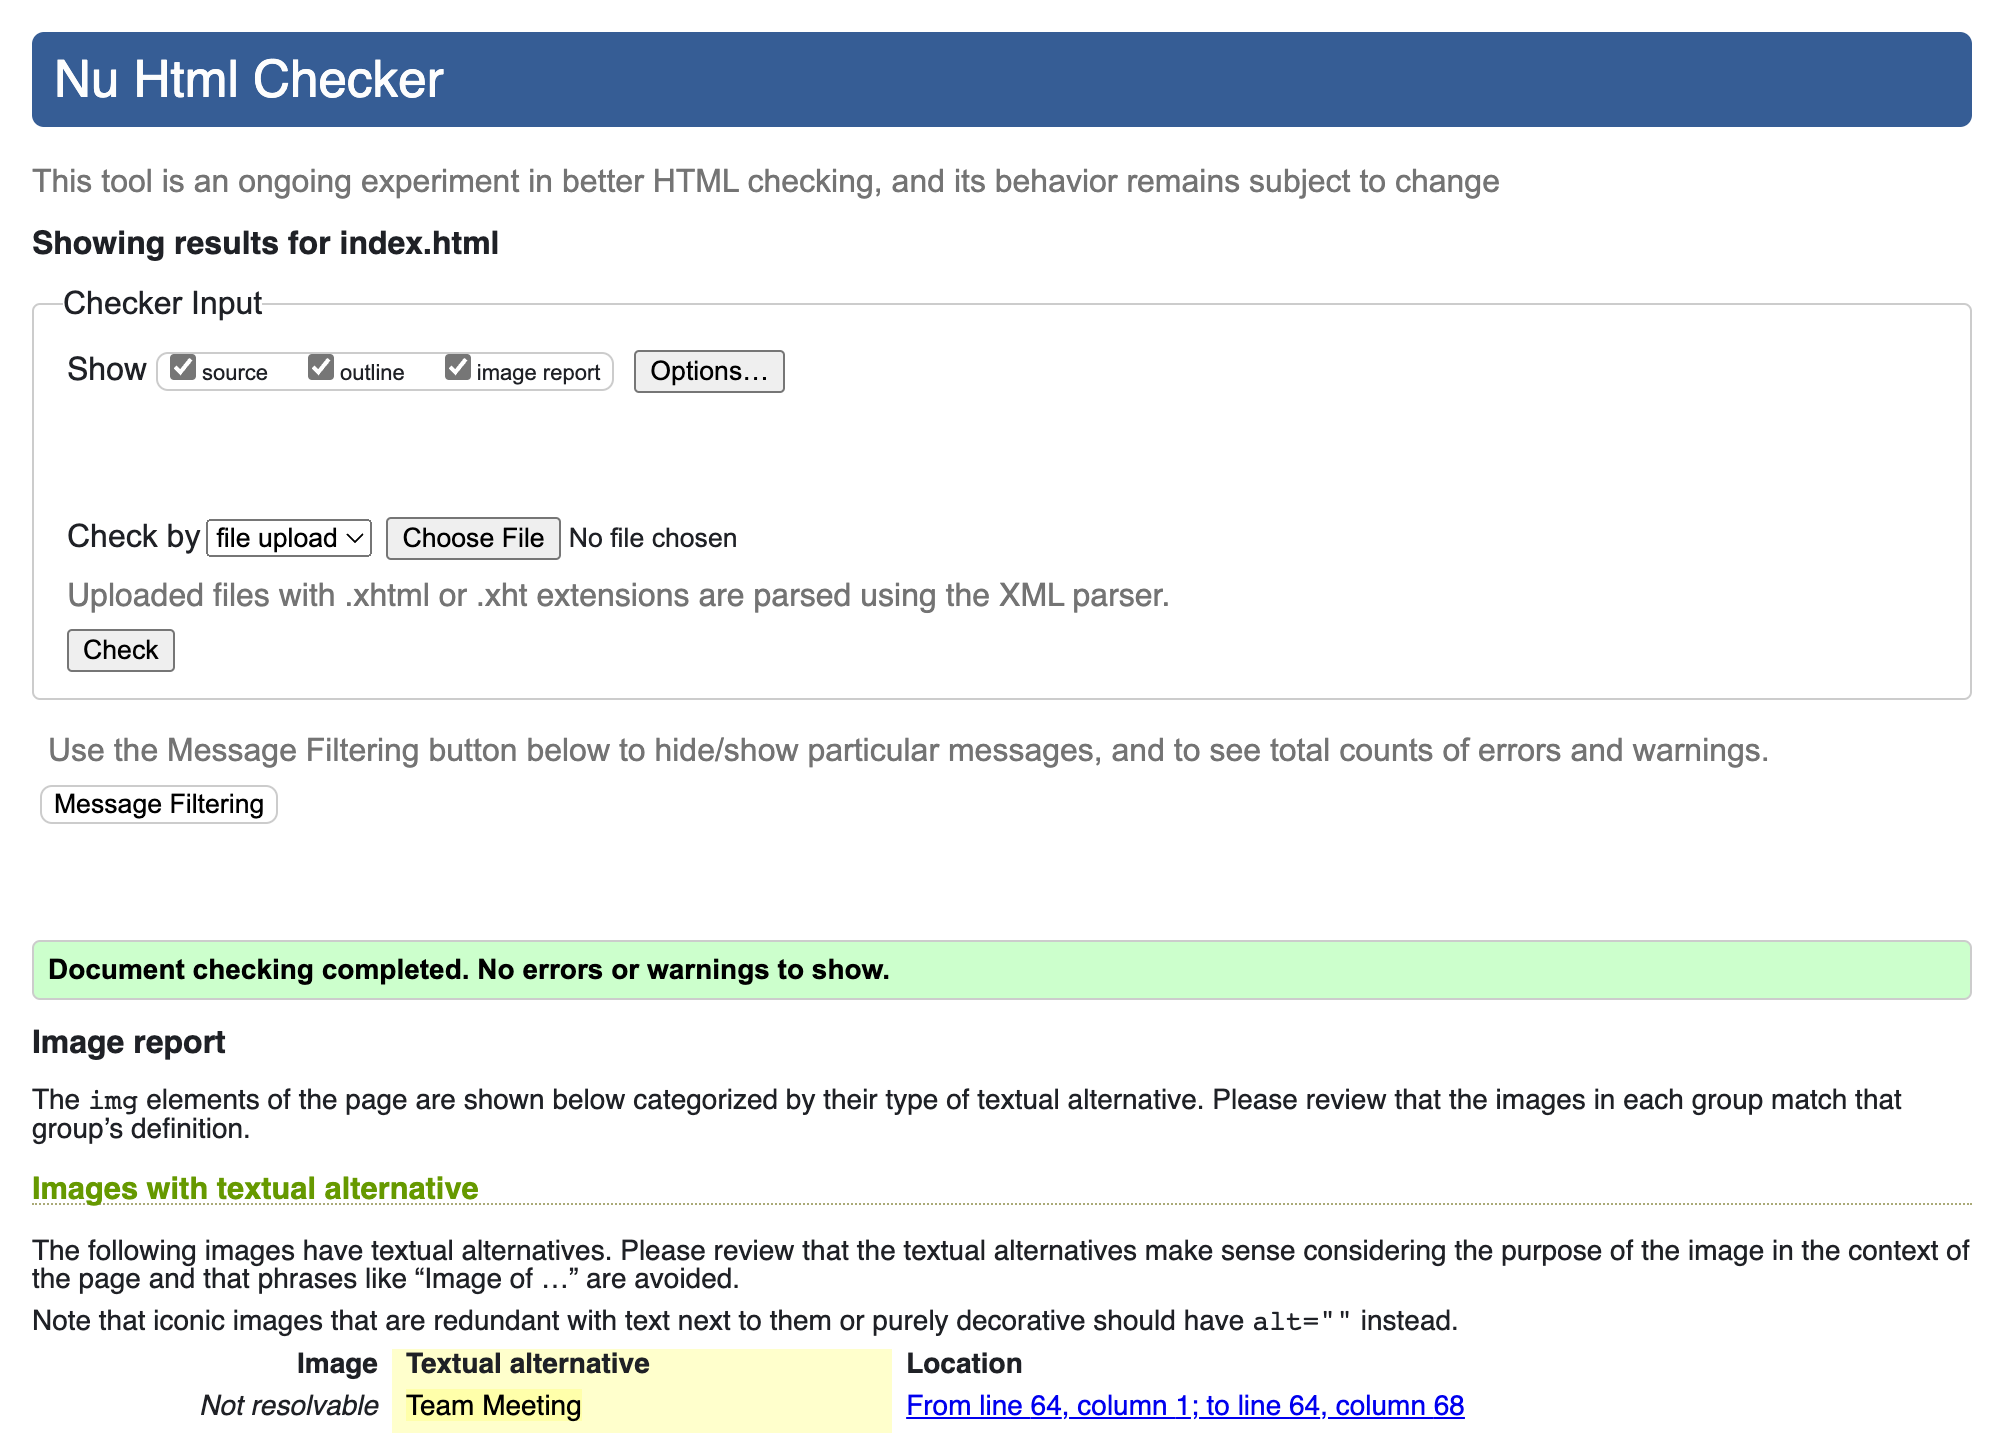 Nu Html Checker
This tool is an ongoing experiment in better HTML checking, and its behavior remains subject to change
Showing results for index.html
Checker Input
Show source outline image report Options…
Check by file upload Choose File No file chosen
Uploaded files with .xhtml or .xht extensions are parsed using the XML parser.
Check
Use the Message Filtering button below to hide/show particular messages, and to see total counts of errors and warnings.
Message Filtering
Document checking completed. No errors or warnings to show.
Image report
The img elements of the page are shown below categorized by their type of textual alternative. Please review that the images in each group match that
group’s definition.
Images with textual alternative
The following images have textual alternatives. Please review that the textual alternatives make sense considering the purpose of the image in the context of
the page and that phrases like “Image of …” are avoided.
Note that iconic images that are redundant with text next to them or purely decorative should have alt="" instead.
Image Textual alternative Location
Not resolvable Team Meeting From line 64, column 1; to line 64, column 68